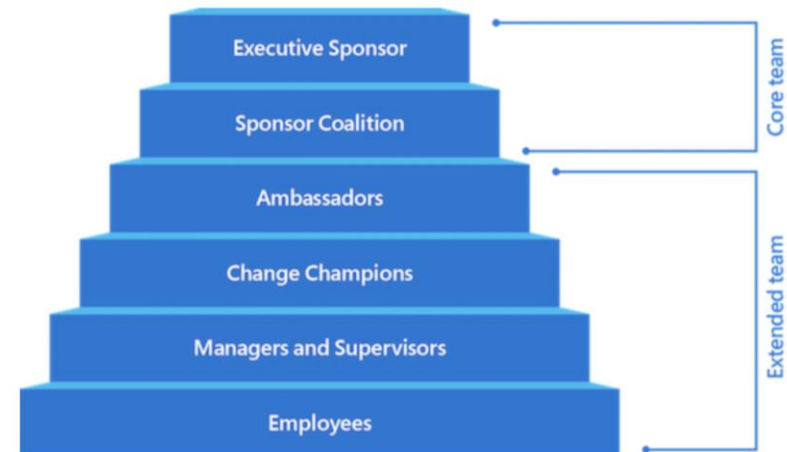 Executive Sponsor
Sponsor Coalition
Ambassadors
Change Champions
Managers and Supervisors
Employees
Core team
Extended team